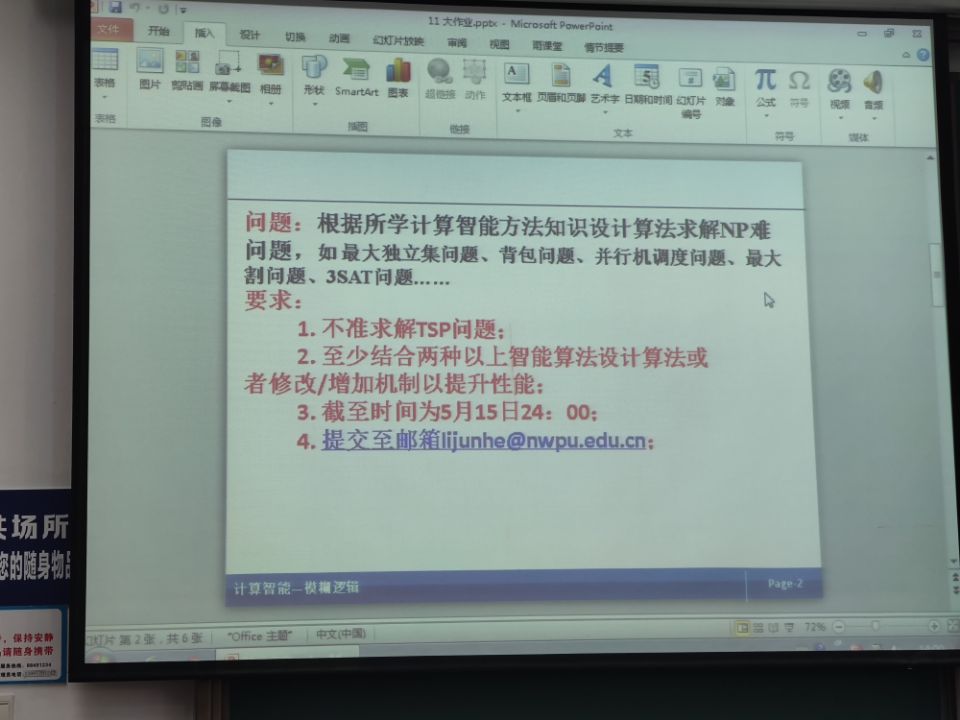 11 大作业.pptx - Microsoft PowerPoint
文件 开始 插入 设计 切换 动画 幻灯片放映 审阅 视图 雨课堂 情节提要
表格 图片 剪贴画 屏幕截图 相册 形状 SmartArt 图表 超链接 动作 文本框 页眉和页脚 艺术字 日期和时间 幻灯片编号 对象 公式 符号 视频 音频
表格 图像 插图 链接 文本 符号 媒体
问题：根据所学计算智能方法知识设计算法求解NP难
问题，如最大独立集问题、背包问题、并行机调度问题、最大
割问题、3SAT问题……
要求：
1. 不准求解TSP问题；
2. 至少结合两种以上智能算法设计算法或
者修改/增加机制以提升性能；
3. 截至时间为5月15日24：00；
4. 提交至邮箱lijunhe@nwpu.edu.cn；
计算智能—模拟逻辑 Page-2
幻灯片 第 2 张，共 6 张 "Office 主题" 中文(中国) 72%
共场所
您的随身物品
，保持安静
请随身携带